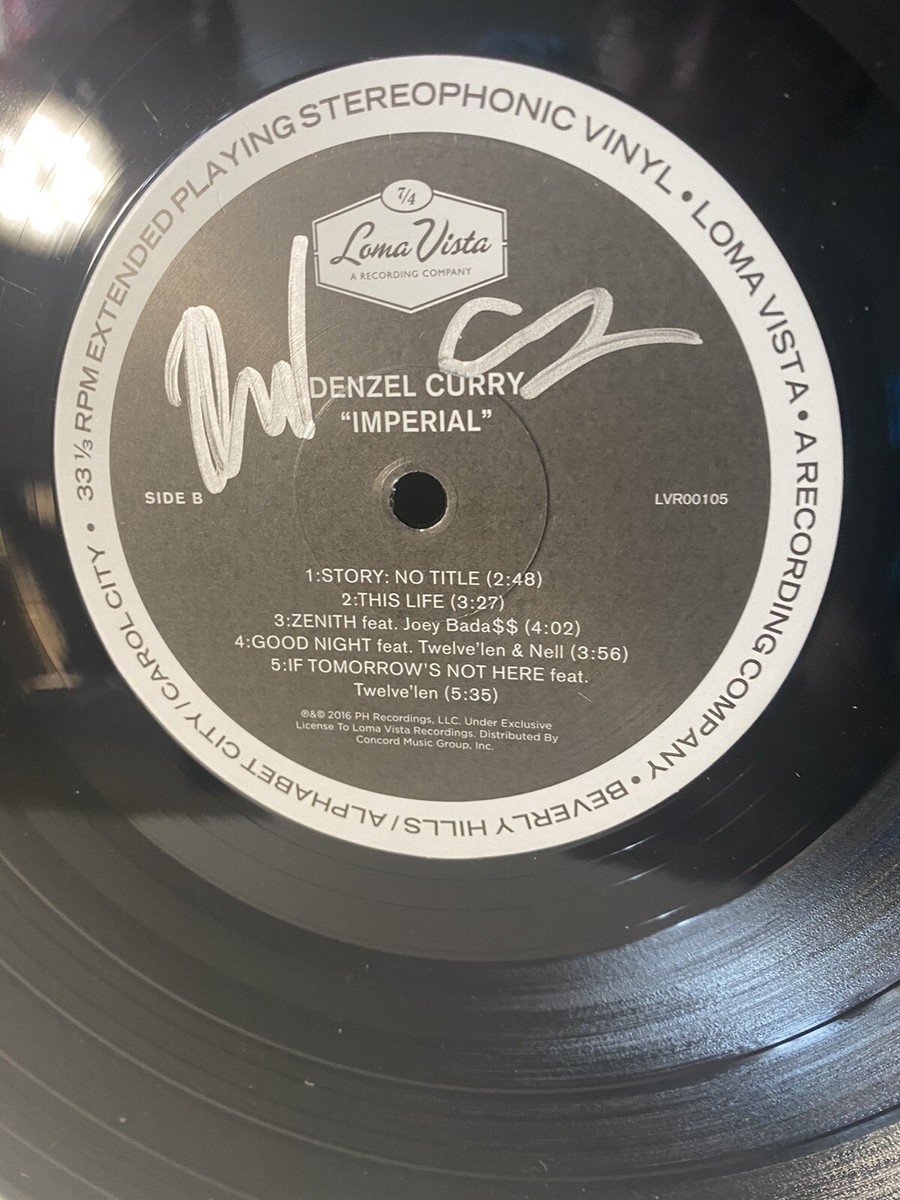 33 ⅓ RPM EXTENDED PLAYING STEREOPHONIC VINYL • LOMA VISTA • A RECORDING COMPANY • BEVERLY HILLS / ALPHABET CITY / CAROL CITY •
7/4
Loma Vista
A RECORDING COMPANY
DENZEL CURRY
“IMPERIAL”
SIDE B
LVR00105
1:STORY: NO TITLE (2:48)
2:THIS LIFE (3:27)
3:ZENITH feat. Joey Bada$$ (4:02)
4:GOOD NIGHT feat. Twelve'len & Nell (3:56)
5:IF TOMORROW'S NOT HERE feat.
Twelve'len (5:35)
℗&© 2016 PH Recordings, LLC. Under Exclusive
License To Loma Vista Recordings. Distributed By
Concord Music Group, Inc.